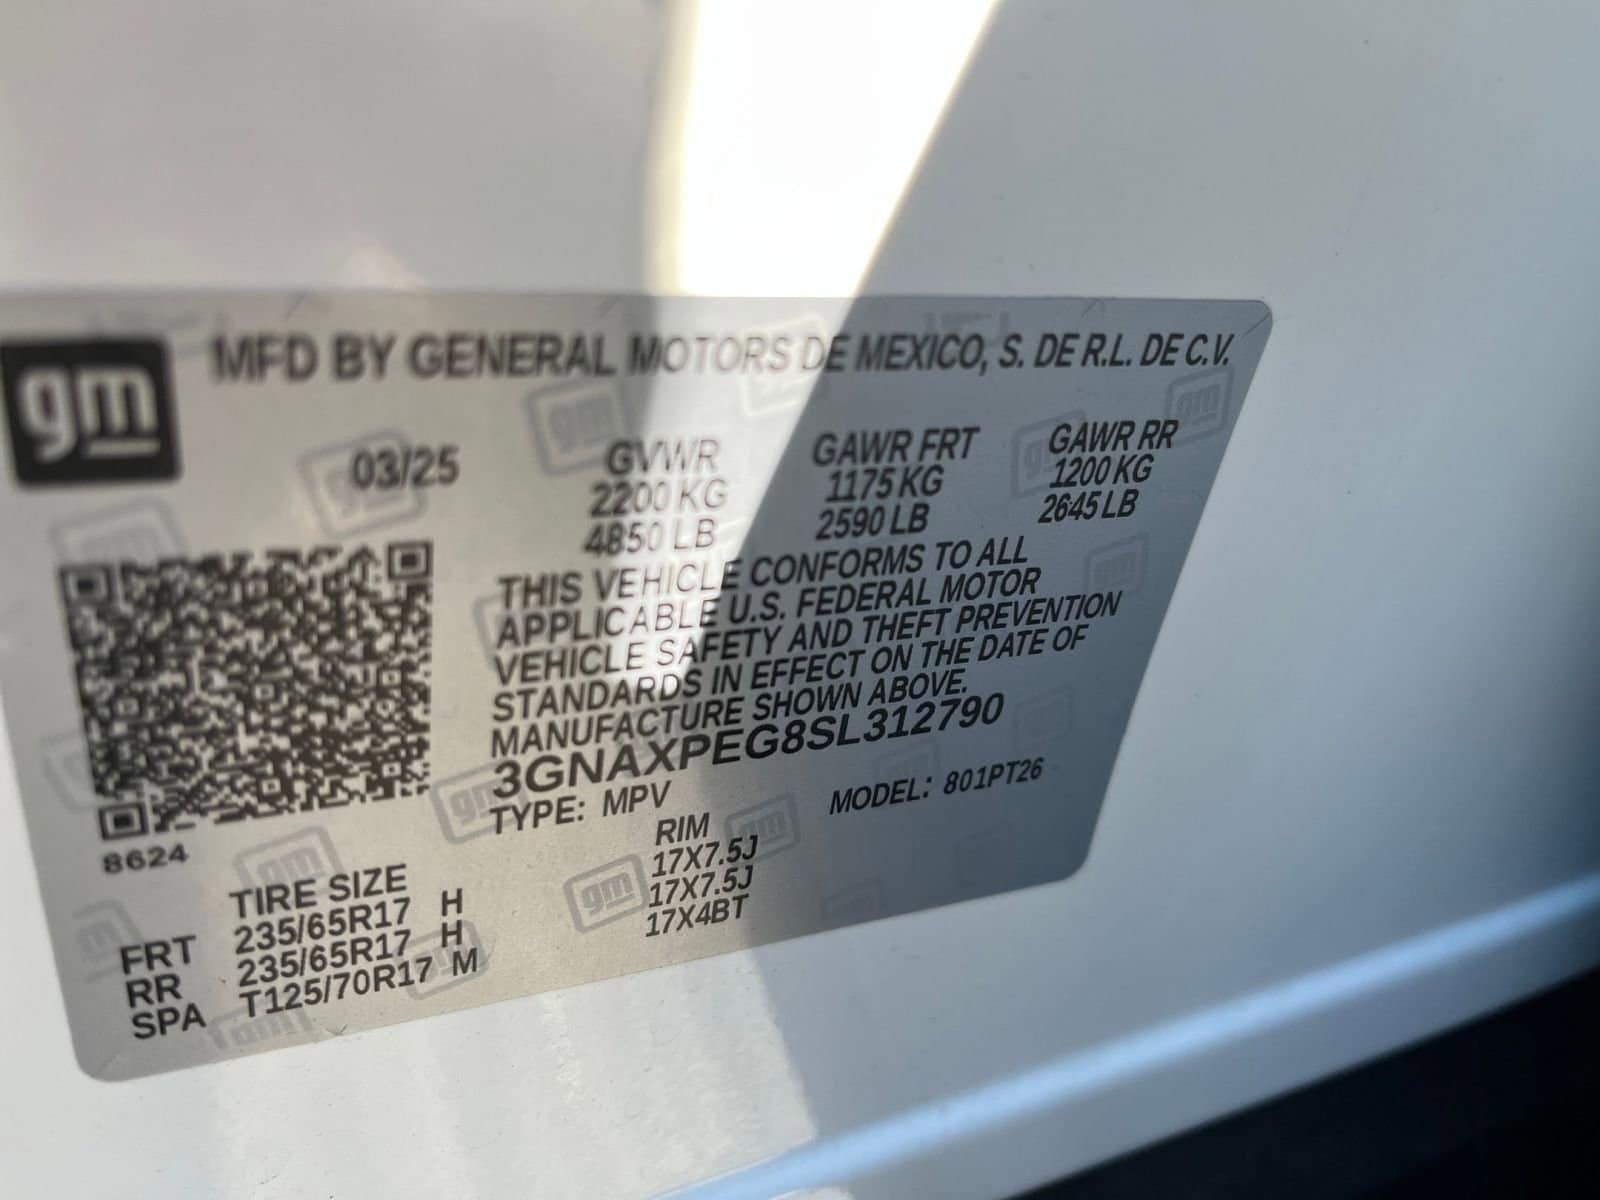 gm
MFD BY GENERAL MOTORS DE MEXICO, S. DE R.L. DE C.V.
03/25 GVWR GAWR FRT GAWR RR
2200 KG 1175 KG 1200 KG
4850 LB 2590 LB 2645 LB
THIS VEHICLE CONFORMS TO ALL
APPLICABLE U.S. FEDERAL MOTOR
VEHICLE SAFETY AND THEFT PREVENTION
STANDARDS IN EFFECT ON THE DATE OF
MANUFACTURE SHOWN ABOVE.
3GNAXPEG8SL312790
TYPE: MPV MODEL: 801PT26
8624
TIRE SIZE RIM
FRT 235/65R17 H 17X7.5J
RR 235/65R17 H 17X7.5J
SPA T125/70R17 M 17X4BT